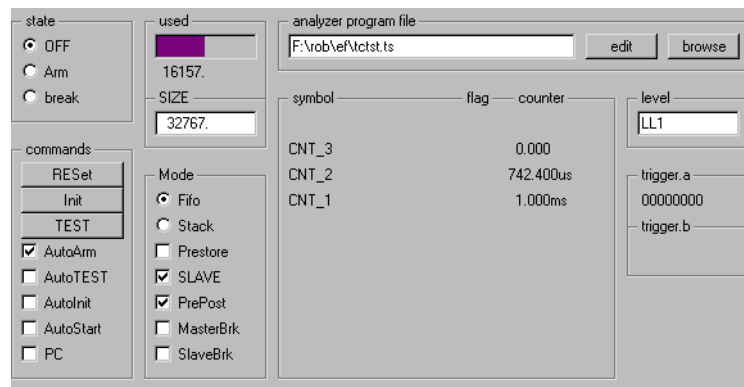 state
OFF
Arm
break
used
16157.
SIZE
32767.
analyzer program file
F:\rob\ef\tctst.ts
edit
browse
commands
RESet
Init
TEST
AutoArm
AutoTEST
AutoInit
AutoStart
PC
Mode
Fifo
Stack
Prestore
SLAVE
PrePost
MasterBrk
SlaveBrk
symbol flag counter
CNT_3 0.000
CNT_2 742.400us
CNT_1 1.000ms
level
LL1
trigger.a
00000000
trigger.b